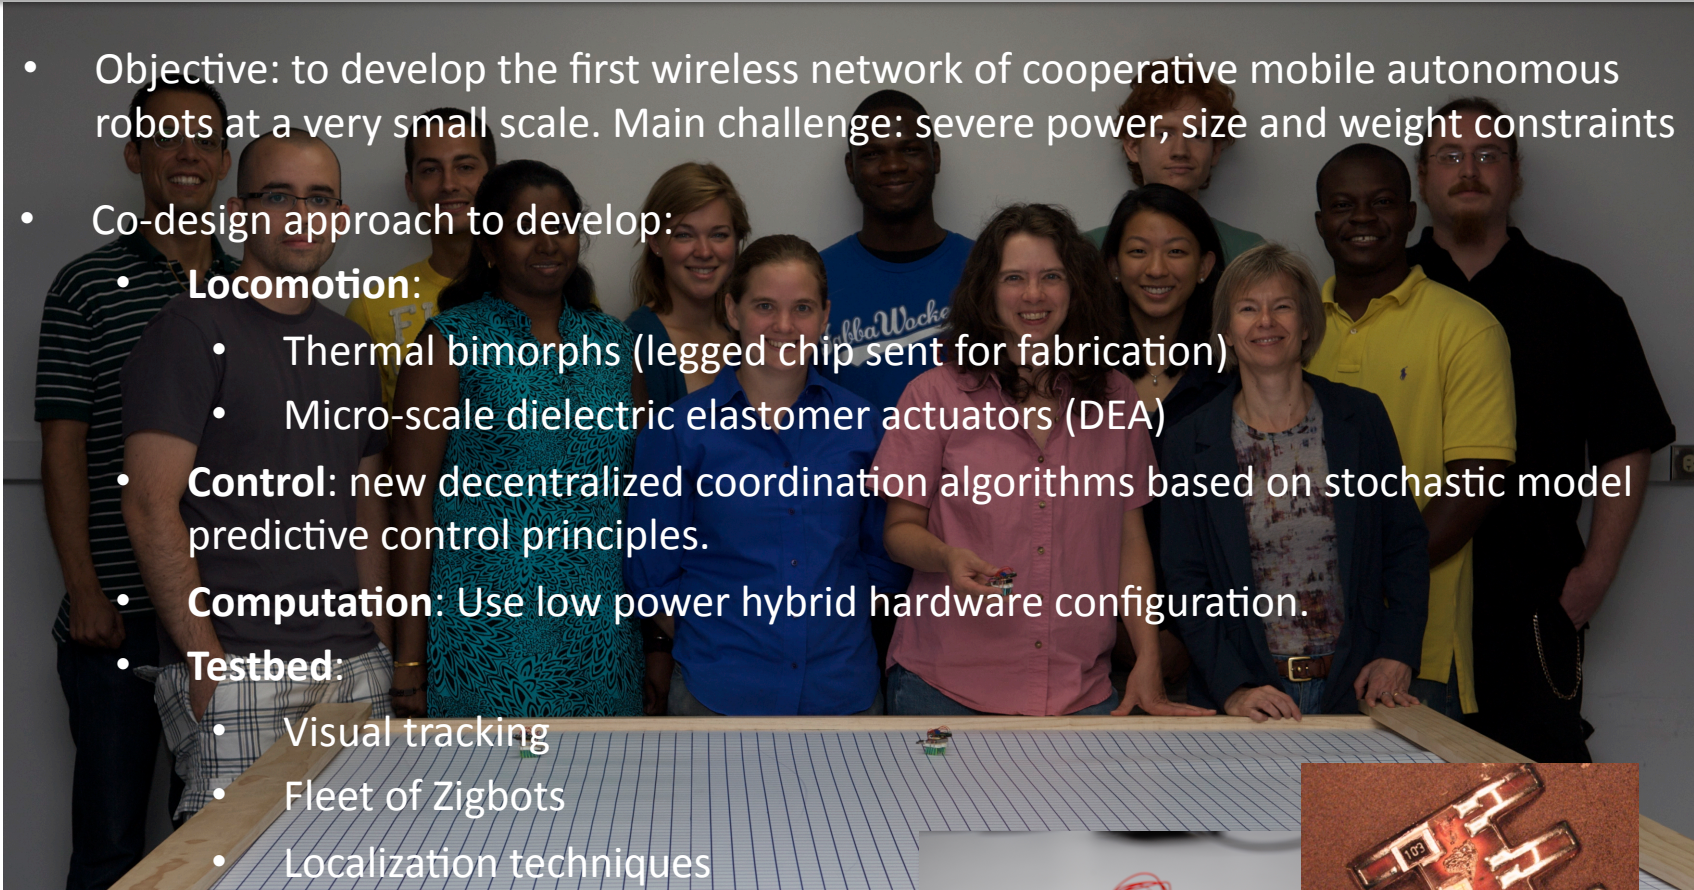 • Objective: to develop the first wireless network of cooperative mobile autonomous
robots at a very small scale. Main challenge: severe power, size and weight constraints
• Co-design approach to develop:
• Locomotion:
• Thermal bimorphs (legged chip sent for fabrication)
• Micro-scale dielectric elastomer actuators (DEA)
• Control: new decentralized coordination algorithms based on stochastic model
predictive control principles.
• Computation: Use low power hybrid hardware configuration.
• Testbed:
• Visual tracking
• Fleet of Zigbots
• Localization techniques
103